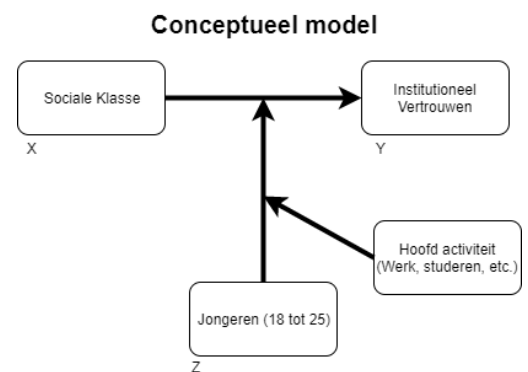 Conceptueel model
Sociale Klasse
X
Institutioneel
Vertrouwen
Y
Hoofd activiteit
(Werk, studeren, etc.)
Jongeren (18 tot 25)
Z